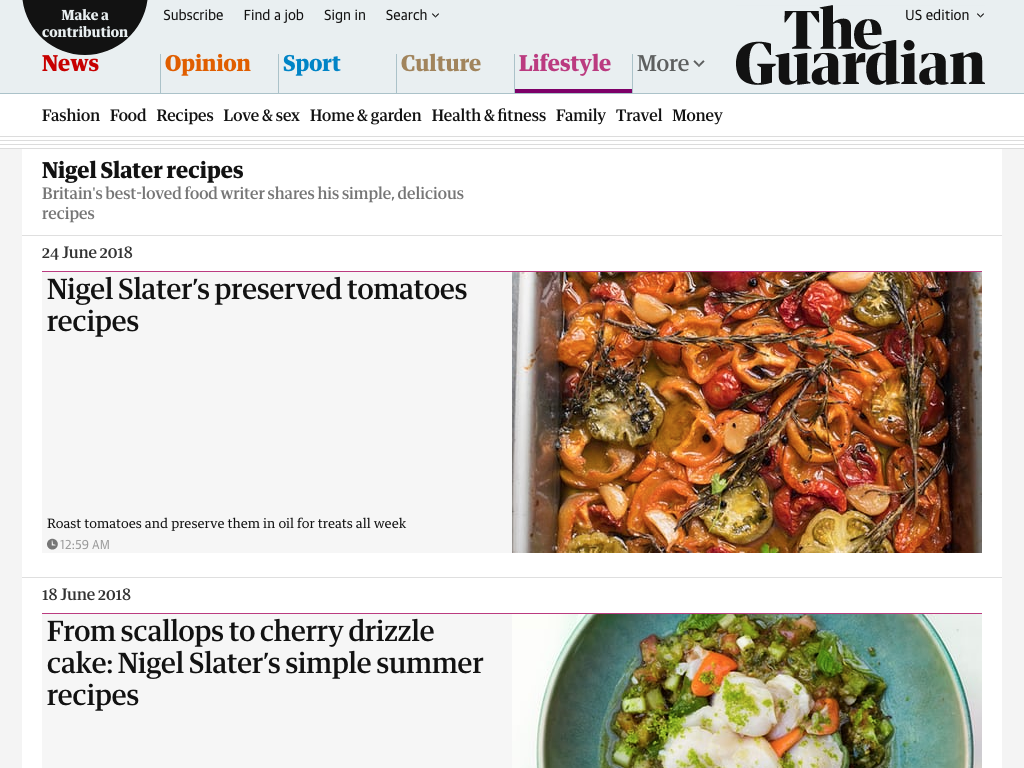 Make a
contribution
Subscribe Find a job Sign in Search
US edition
The
Guardian
News Opinion Sport Culture Lifestyle More
Fashion Food Recipes Love & sex Home & garden Health & fitness Family Travel Money
Nigel Slater recipes
Britain's best-loved food writer shares his simple, delicious
recipes
24 June 2018
Nigel Slater’s preserved tomatoes
recipes
Roast tomatoes and preserve them in oil for treats all week
12:59 AM
18 June 2018
From scallops to cherry drizzle
cake: Nigel Slater’s simple summer
recipes